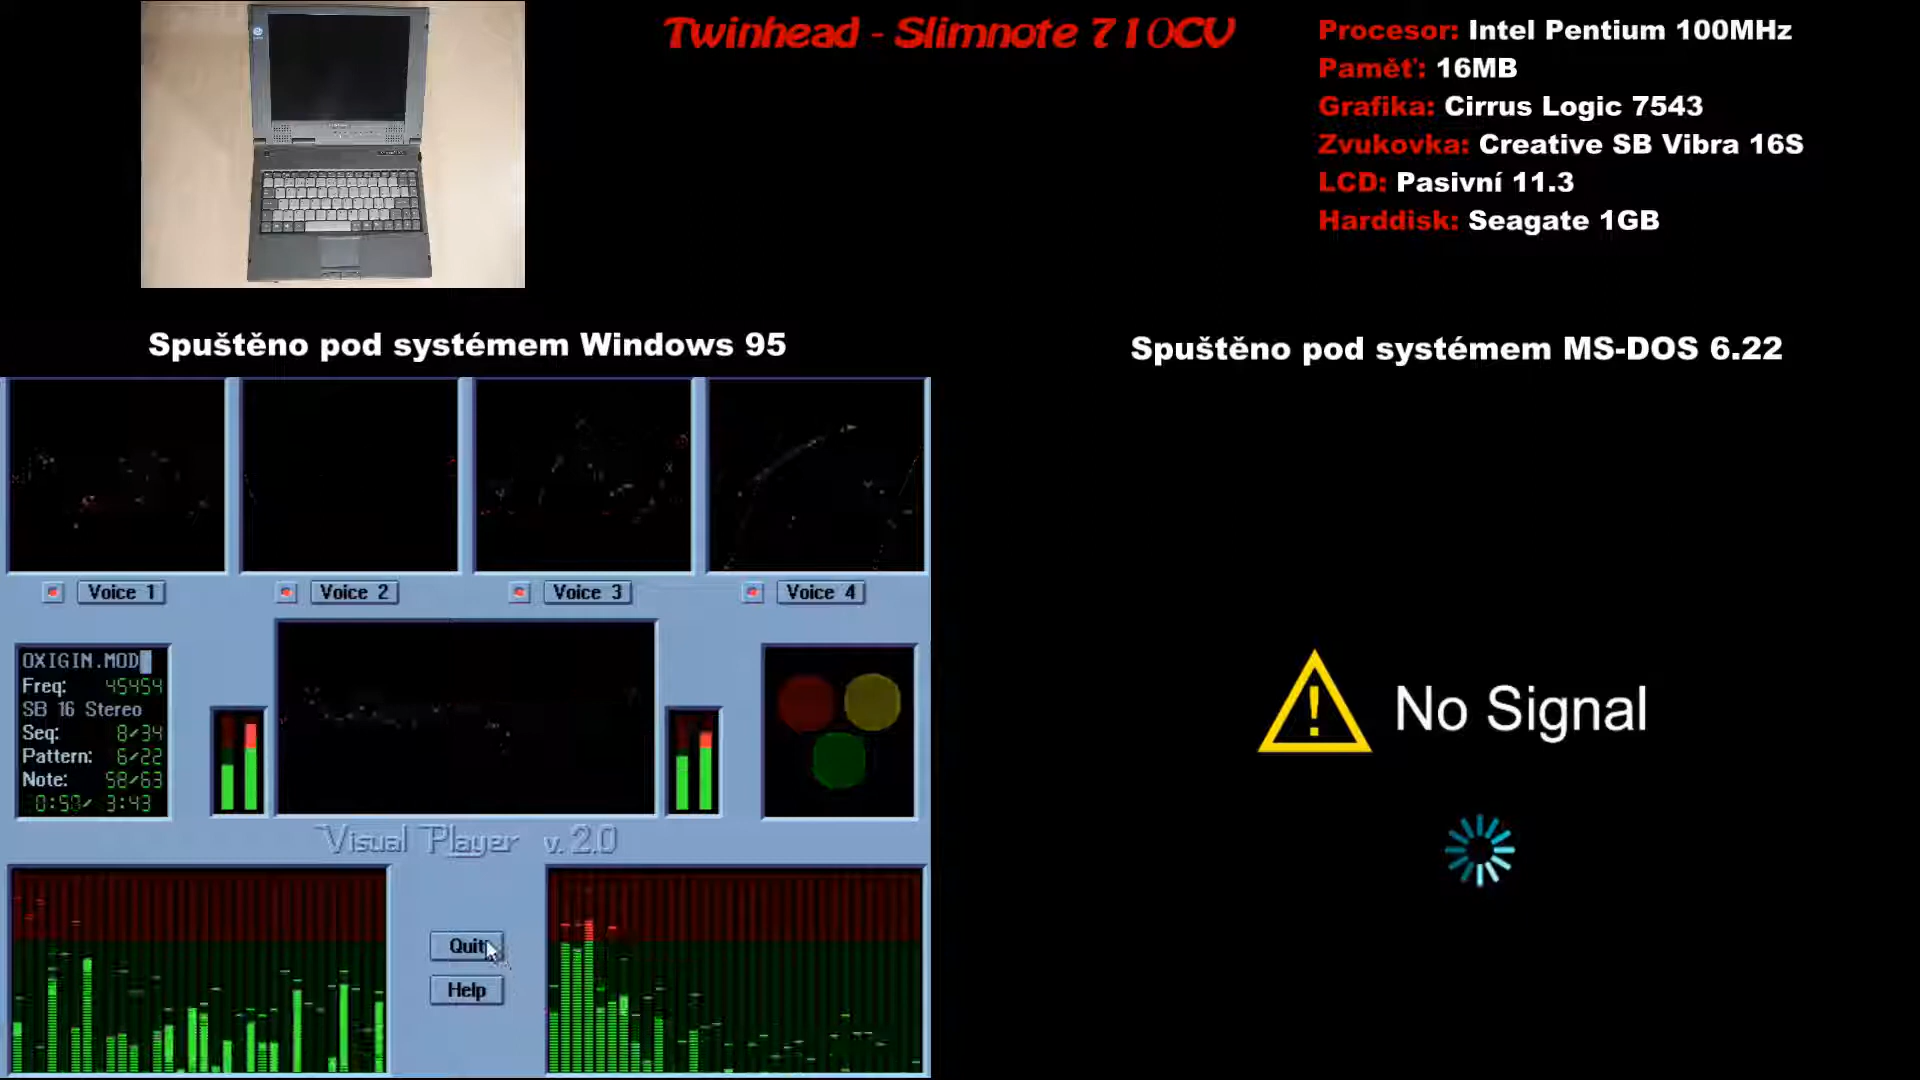 Twinhead - Slimnote 710CV
Procesor: Intel Pentium 100MHz
Paměť: 16MB
Grafika: Cirrus Logic 7543
Zvukovka: Creative SB Vibra 16S
LCD: Pasivní 11.3
Harddisk: Seagate 1GB
Spuštěno pod systémem Windows 95
Spuštěno pod systémem MS-DOS 6.22
Voice 1
Voice 2
Voice 3
Voice 4
OXIGIN.MOD
Freq: 45454
SB 16 Stereo
Seq: 8/34
Pattern: 6/22
Note: 58/63
0:50/ 3:43
Visual Player v. 2.0
Quit
Help
No Signal